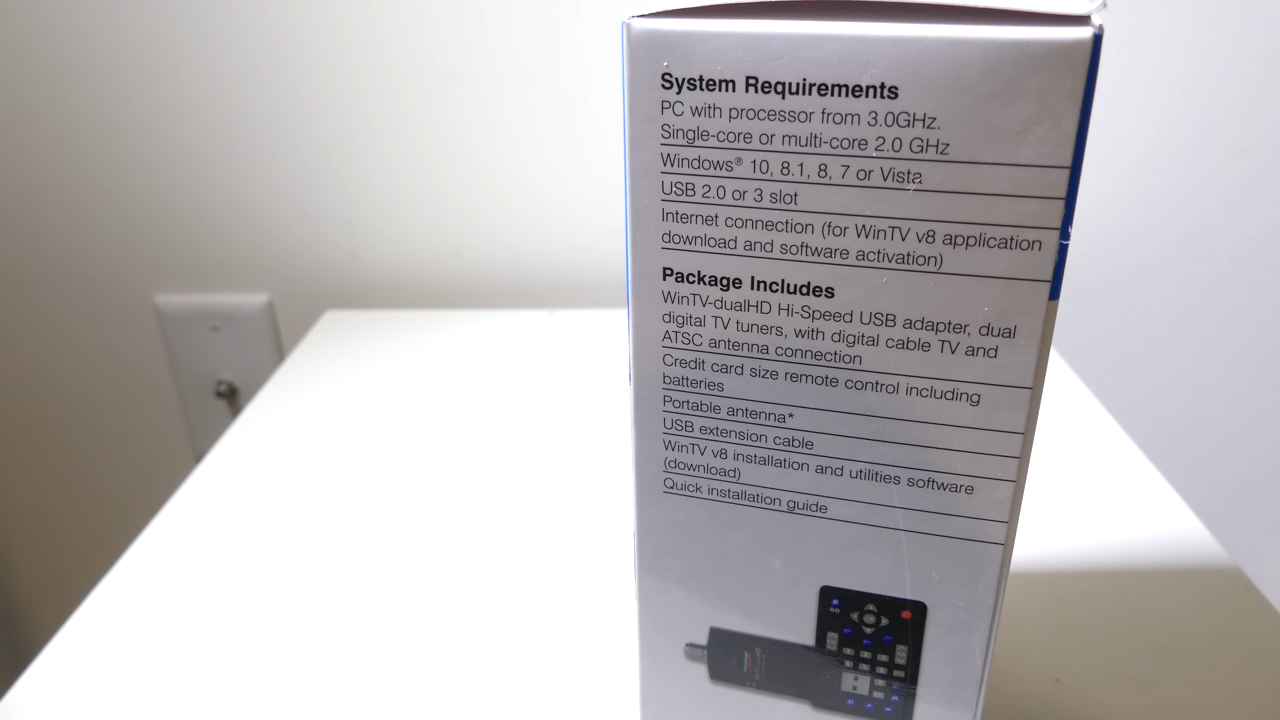 System Requirements
PC with processor from 3.0GHz.
Single-core or multi-core 2.0 GHz
Windows® 10, 8.1, 8, 7 or Vista
USB 2.0 or 3 slot
Internet connection (for WinTV v8 application
download and software activation)
Package Includes
WinTV-dualHD Hi-Speed USB adapter, dual
digital TV tuners, with digital cable TV and
ATSC antenna connection
Credit card size remote control including
batteries
Portable antenna*
USB extension cable
WinTV v8 installation and utilities software
(download)
Quick installation guide